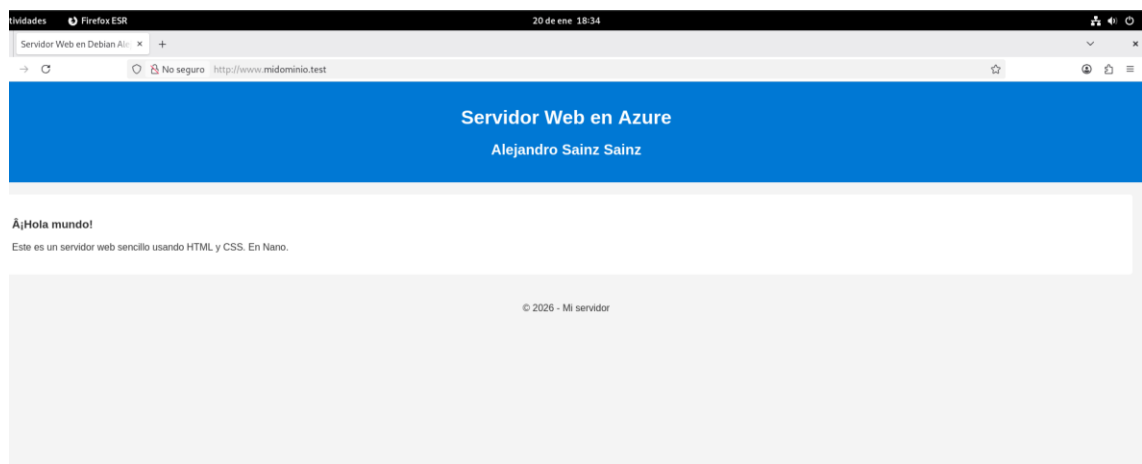 tividades Firefox ESR 20 de ene 18:34
Servidor Web en Debian Ale
No seguro http://www.midominio.test
Servidor Web en Azure
Alejandro Sainz Sainz
Â¡Hola mundo!
Este es un servidor web sencillo usando HTML y CSS. En Nano.
© 2026 - Mi servidor